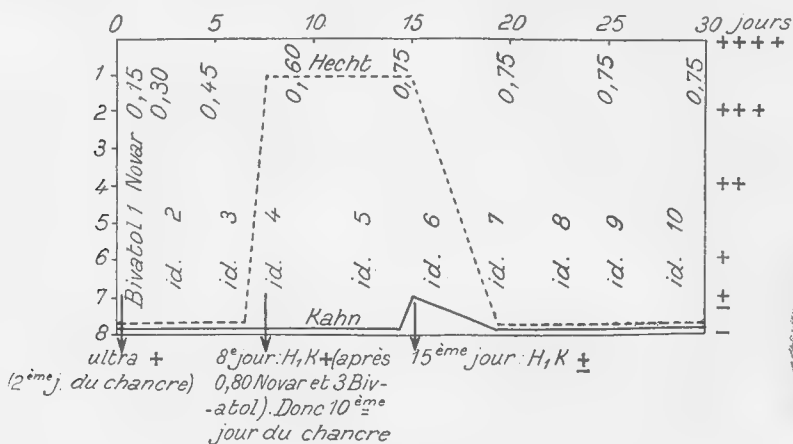 0 5 10 15 20 25 30 jours
1
2
3
4
5
6
7
8
++++
+++
++
+
±
–
Hecht
Kahn
Bivatol 1 Novar 0,15
0,30
0,45
0,60
0,75
0,75
0,75
0,75
id. 2
id. 3
id. 4
id. 5
id. 6
id. 7
id. 8
id. 9
id. 10
ultra +
(2ème j. du chancre)
8e jour: H,K+(après
0,80 Novar et 3 Biv-
-atol). Donc 10ème
jour du chancre
15ème jour: H,K ±